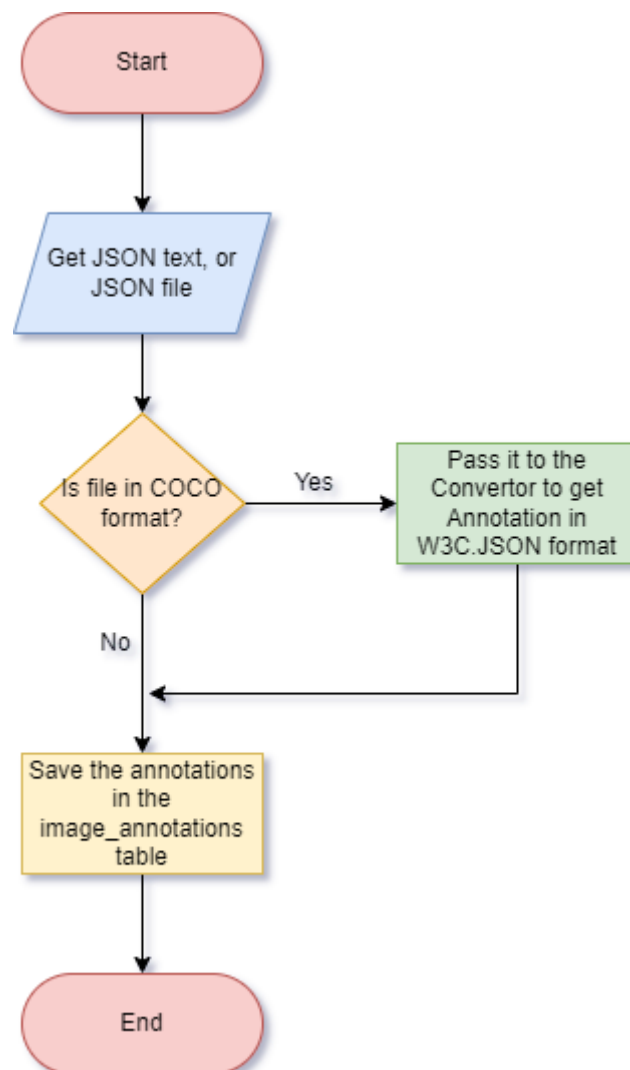 Start
Get JSON text, or
JSON file
Is file in COCO
format?
Yes
Pass it to the
Convertor to get
Annotation in
W3C.JSON format
No
Save the annotations
in the
image_annotations
table
End